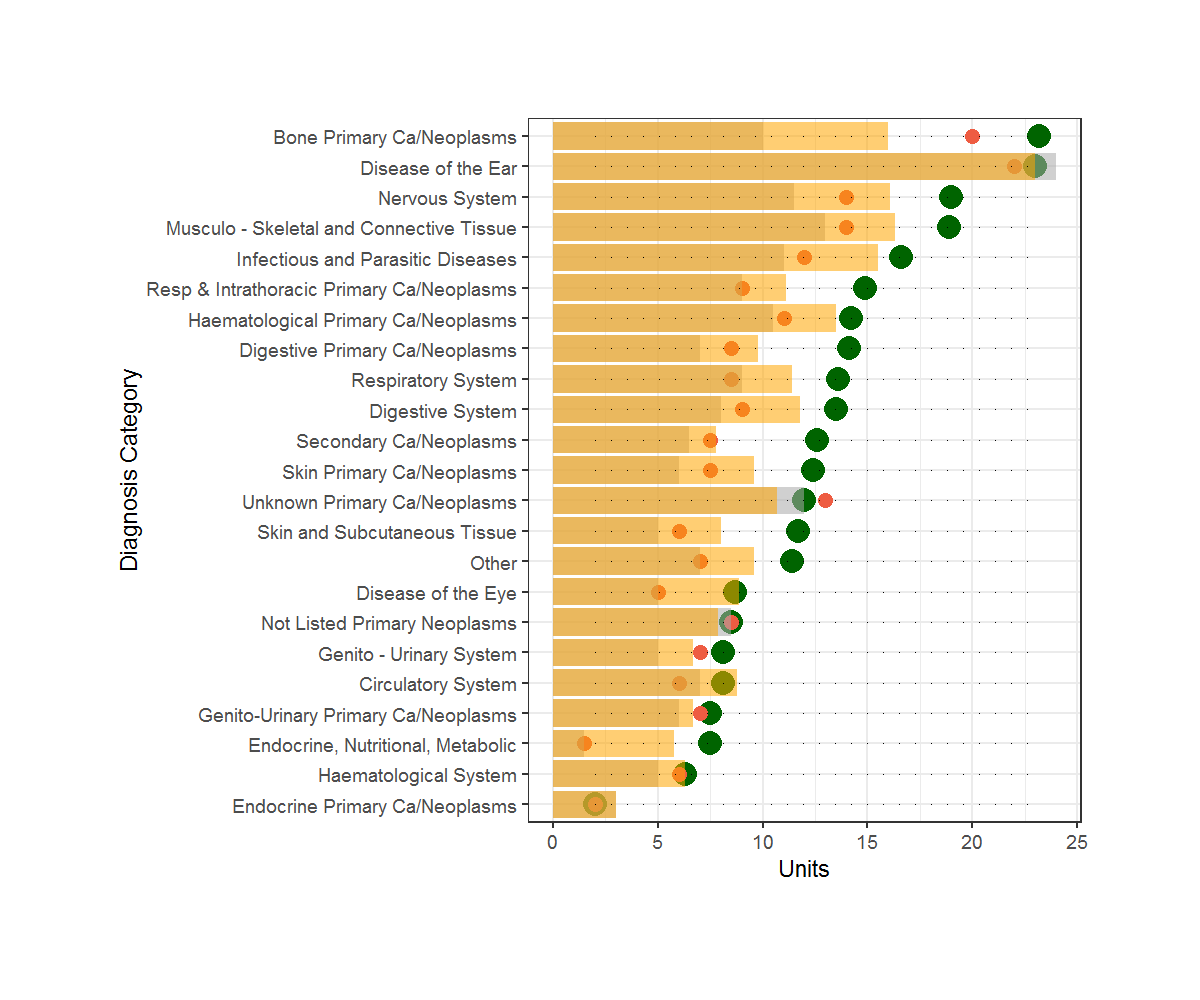 Bone Primary Ca/Neoplasms
Disease of the Ear
Nervous System
Musculo - Skeletal and Connective Tissue
Infectious and Parasitic Diseases
Resp & Intrathoracic Primary Ca/Neoplasms
Haematological Primary Ca/Neoplasms
Digestive Primary Ca/Neoplasms
Respiratory System
Digestive System
Secondary Ca/Neoplasms
Skin Primary Ca/Neoplasms
Unknown Primary Ca/Neoplasms
Skin and Subcutaneous Tissue
Other
Disease of the Eye
Not Listed Primary Neoplasms
Genito - Urinary System
Circulatory System
Genito-Urinary Primary Ca/Neoplasms
Endocrine, Nutritional, Metabolic
Haematological System
Endocrine Primary Ca/Neoplasms
Diagnosis Category
0 5 10 15 20 25
Units